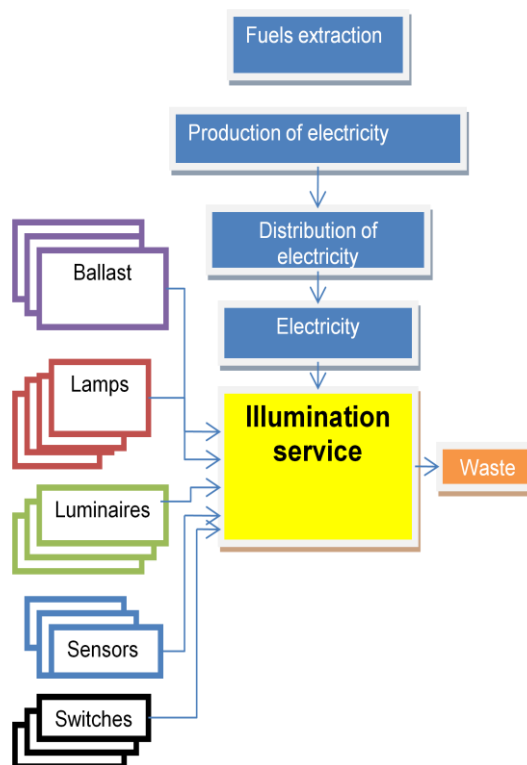 Fuels extraction
Production of electricity
Distribution of
electricity
Ballast
Electricity
Lamps
Illumination
service
Waste
Luminaires
Sensors
Switches